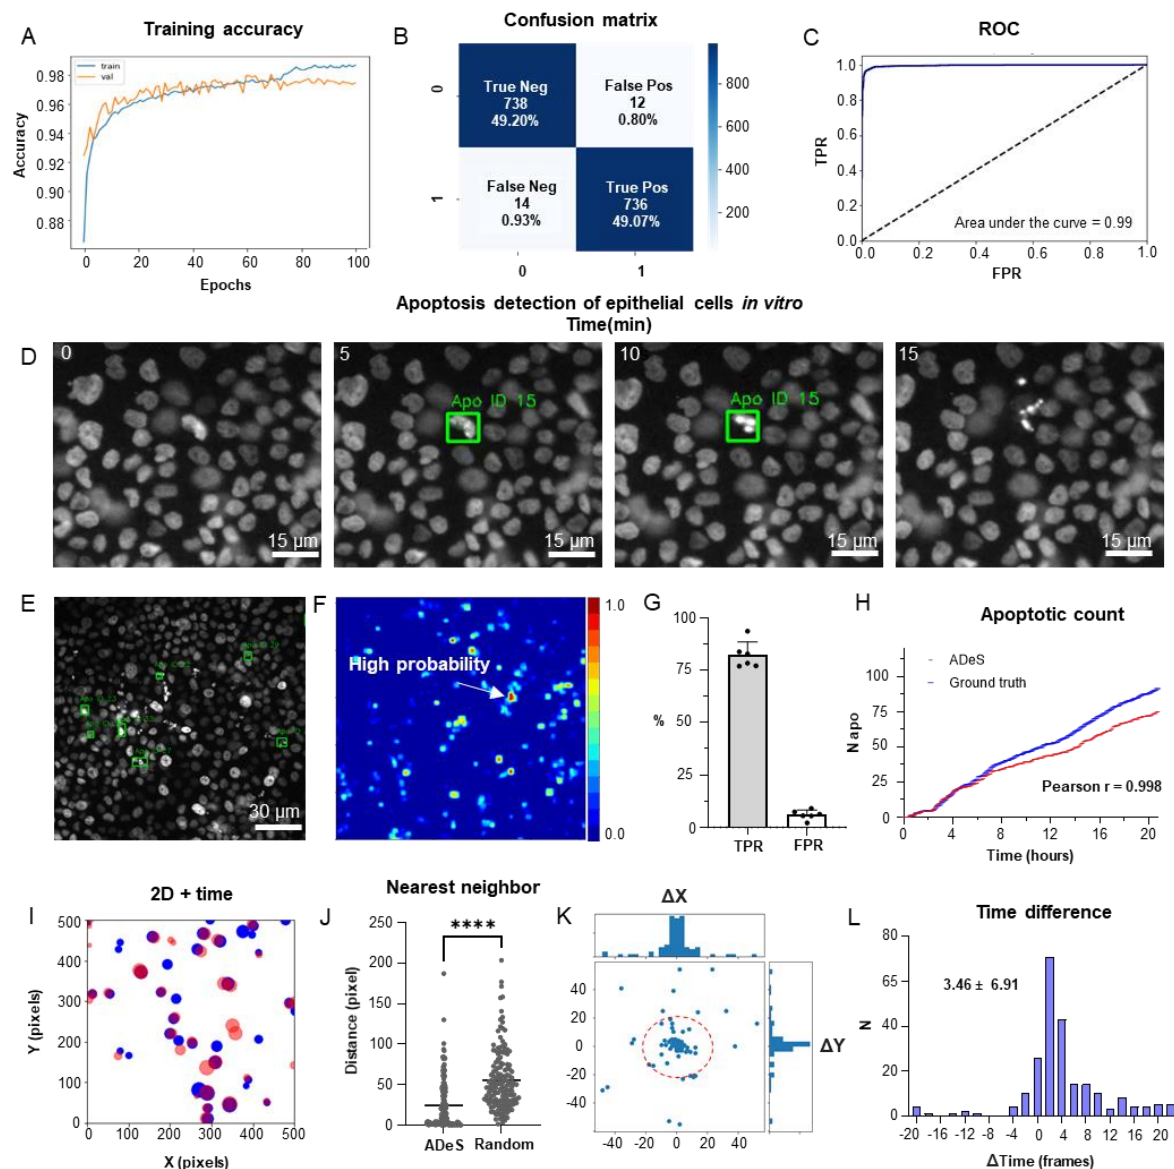 A
Training accuracy
train
val
0.98
0.96
0.94
0.92
0.90
0.88
Accuracy
0
20
40
60
80
100
Epochs
B
Confusion matrix
0
1
True Neg
738
49.20%
False Pos
12
0.80%
False Neg
14
0.93%
True Pos
736
49.07%
0
1
800
600
400
200
C
ROC
1.0
0.8
0.6
0.4
0.2
0.0
TPR
Area under the curve = 0.99
0.0
0.2
0.4
0.6
0.8
1.0
FPR
Apoptosis detection of epithelial cells in vitro
Time(min)
D
0
15 µm
5
Apo ID 15
15 µm
10
Apo ID 15
15 µm
15
15 µm
E
30 µm
F
High probability
1.0
0.0
G
100
75
50
25
0
%
TPR
FPR
H
Apoptotic count
ADeS
Ground truth
100
75
50
25
0
N apo
Pearson r = 0.998
0
4
8
12
16
20
Time (hours)
I
2D + time
500
400
300
200
100
0
Y (pixels)
0
100
200
300
400
500
X (pixels)
J
Nearest neighbor
****
250
200
150
100
50
0
Distance (pixel)
ADeS
Random
K
ΔX
40
20
0
-20
-40
ΔY
-40
0
20
40
L
Time difference
80
65
40
20
0
N
3.46 ± 6.91
-20
-16
-12
-8
-4
0
4
8
12
16
20
ΔTime (frames)